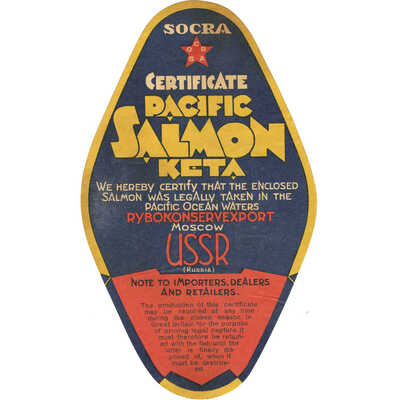 SOCRA
SOCRA
CERTIFICATE
PACIFIC
SALMON
KETA
WE HEREBY CERTIFY THAT THE ENCLOSED
SALMON WAS LEGALLY TAKEN IN THE
PACIFIC OCEAN WATERS
RYBOKONSERVEXPORT
MOSCOW
USSR
(RUSSIA)
NOTE TO IMPORTERS, DEALERS
AND RETAILERS.
The production of this certificate
may be required at any time
during the closed season in
Great Britain for the purpose
of proving legal capture. It
must therefore be retain-
ed with the fish until the
latter is finally dis-
posed of, when it
must be destroy-
ed.